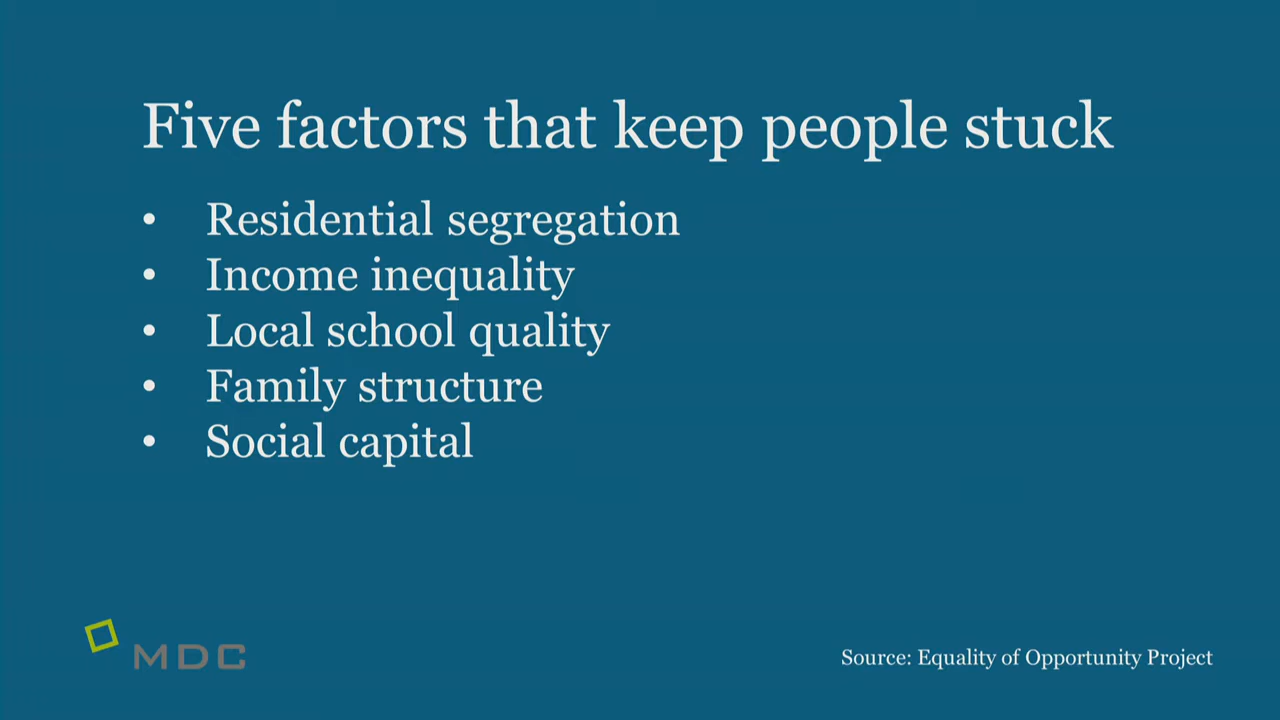 Five factors that keep people stuck
• Residential segregation
• Income inequality
• Local school quality
• Family structure
• Social capital
MDC
Source: Equality of Opportunity Project